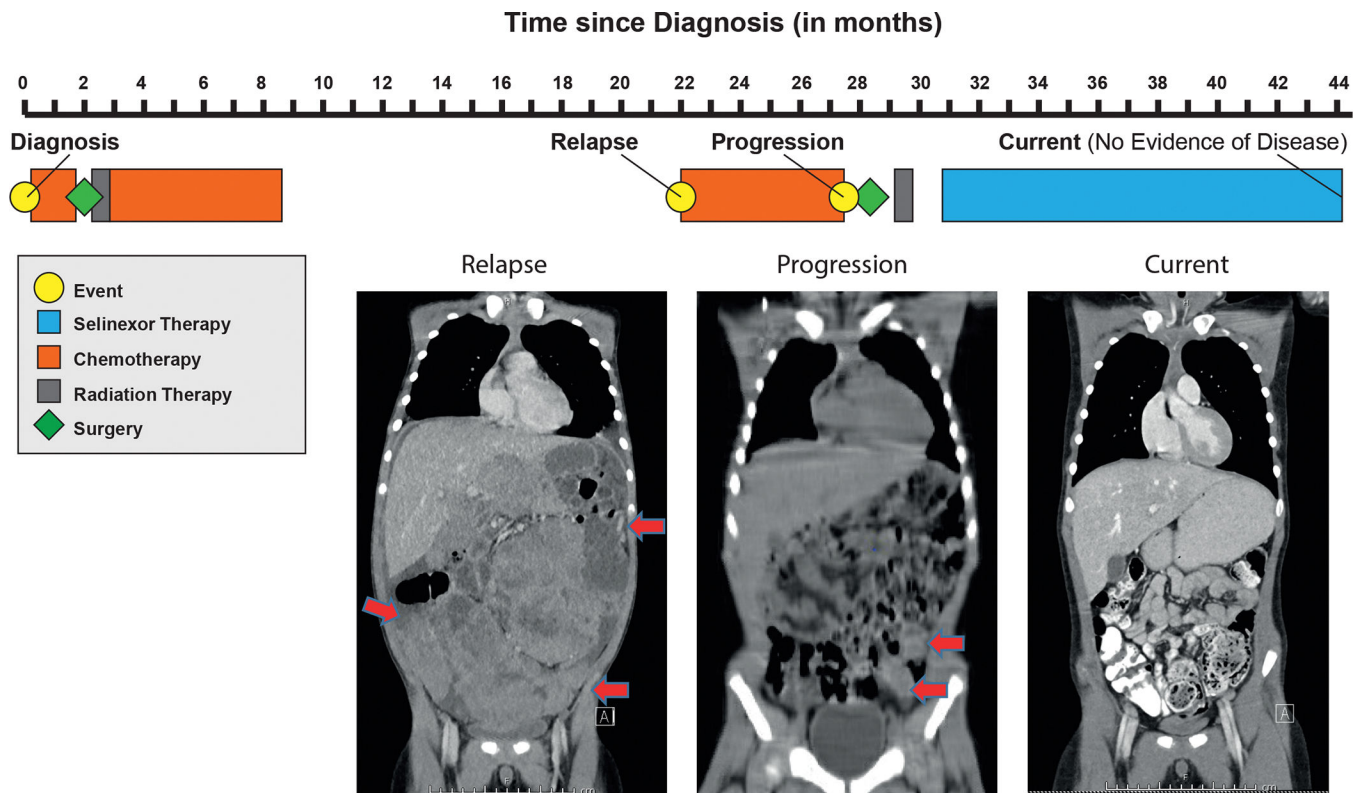 Time since Diagnosis (in months)
0 2 4 6 8 10 12 14 16 18 20 22 24 26 28 30 32 34 36 38 40 42 44
Diagnosis Relapse Progression Current (No Evidence of Disease)
Event
Selinexor Therapy
Chemotherapy
Radiation Therapy
Surgery
Relapse Progression Current
H H
A A
F F
cm cm